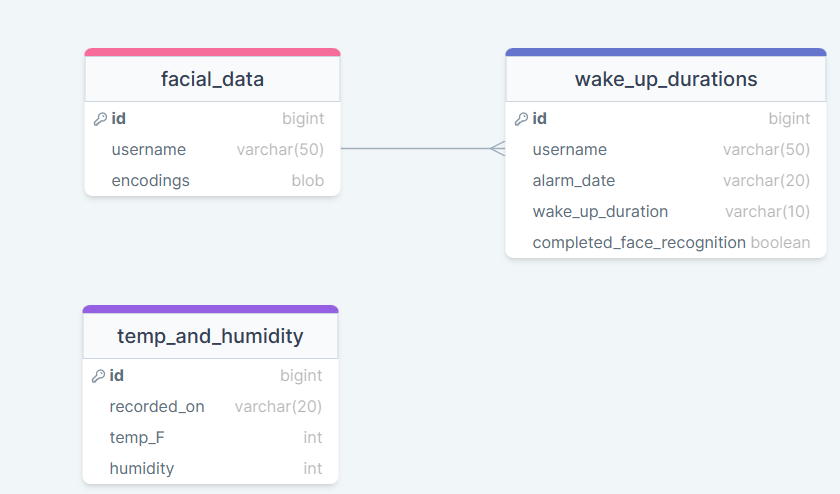 facial_data
id bigint
username varchar(50)
encodings blob
wake_up_durations
id bigint
username varchar(50)
alarm_date varchar(20)
wake_up_duration varchar(10)
completed_face_recognition boolean
temp_and_humidity
id bigint
recorded_on varchar(20)
temp_F int
humidity int